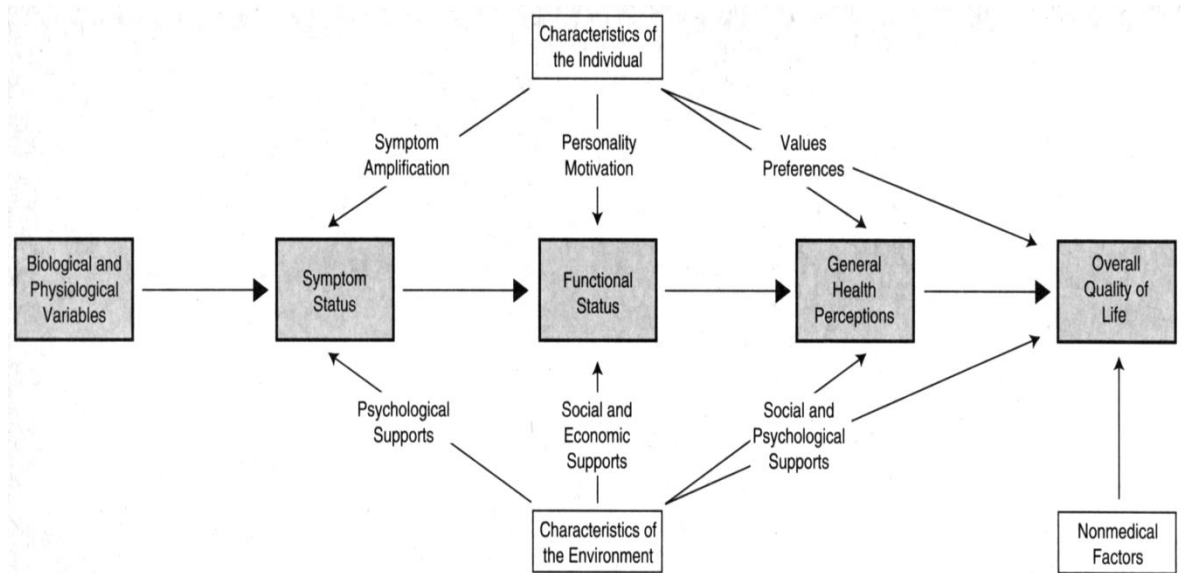 Characteristics of
the Individual
Symptom
Amplification
Personality
Motivation
Values
Preferences
Biological and
Physiological
Variables
Symptom
Status
Functional
Status
General
Health
Perceptions
Overall
Quality of
Life
Psychological
Supports
Social and
Economic
Supports
Social and
Psychological
Supports
Characteristics of
the Environment
Nonmedical
Factors